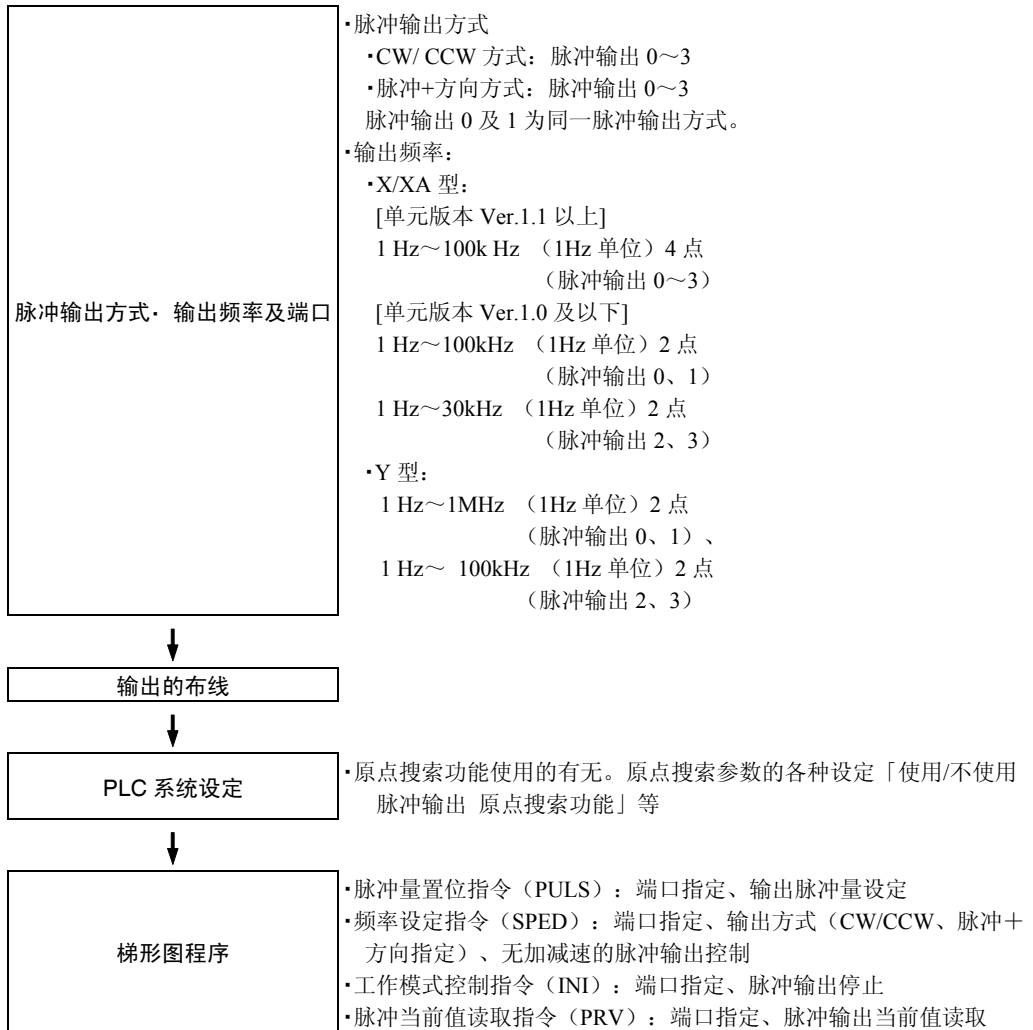 脉冲输出方式· 输出频率及端口
·脉冲输出方式
·CW/ CCW 方式：脉冲输出 0～3
·脉冲+方向方式：脉冲输出 0～3
脉冲输出 0 及 1 为同一脉冲输出方式。
·输出频率：
·X/XA 型：
[单元版本 Ver.1.1 以上]
1 Hz～100k Hz （1Hz 单位）4 点
（脉冲输出 0～3）
[单元版本 Ver.1.0 及以下]
1 Hz～100kHz （1Hz 单位）2 点
（脉冲输出 0、1）
1 Hz～30kHz （1Hz 单位）2 点
（脉冲输出 2、3）
·Y 型：
1 Hz～1MHz （1Hz 单位）2 点
（脉冲输出 0、1）、
1 Hz～ 100kHz （1Hz 单位）2 点
（脉冲输出 2、3）
输出的布线
PLC 系统设定
·原点搜索功能使用的有无。原点搜索参数的各种设定「使用/不使用
脉冲输出 原点搜索功能」等
梯形图程序
·脉冲量置位指令（PULS）：端口指定、输出脉冲量设定
·频率设定指令（SPED）：端口指定、输出方式（CW/CCW、脉冲＋
方向指定）、无加减速的脉冲输出控制
·工作模式控制指令（INI）：端口指定、脉冲输出停止
·脉冲当前值读取指令（PRV）：端口指定、脉冲输出当前值读取